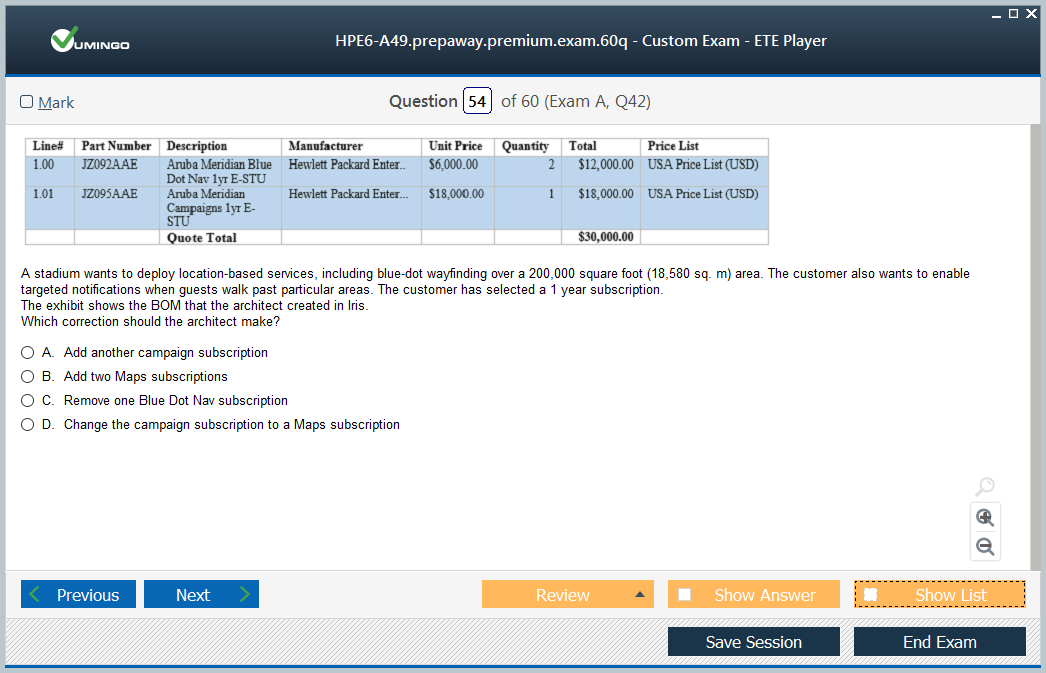 VUMINGO
HPE6-A49.prepaway.premium.exam.60q - Custom Exam - ETE Player
Mark
Question 54 of 60 (Exam A, Q42)
Line# Part Number Description Manufacturer Unit Price Quantity Total Price List
1.00 JZ092AAE Aruba Meridian Blue Hewlett Packard Enter.. $6,000.00 2 $12,000.00 USA Price List (USD)
Dot Nav 1yr E-STU
1.01 JZ095AAE Aruba Meridian Hewlett Packard Enter... $18,000.00 1 $18,000.00 USA Price List (USD)
Campaigns 1yr E-
STU
Quote Total $30,000.00
A stadium wants to deploy location-based services, including blue-dot wayfinding over a 200,000 square foot (18,580 sq. m) area. The customer also wants to enable
targeted notifications when guests walk past particular areas. The customer has selected a 1 year subscription.
The exhibit shows the BOM that the architect created in Iris.
Which correction should the architect make?
A. Add another campaign subscription
B. Add two Maps subscriptions
C. Remove one Blue Dot Nav subscription
D. Change the campaign subscription to a Maps subscription
Previous Next Review Show Answer Show List
Save Session End Exam